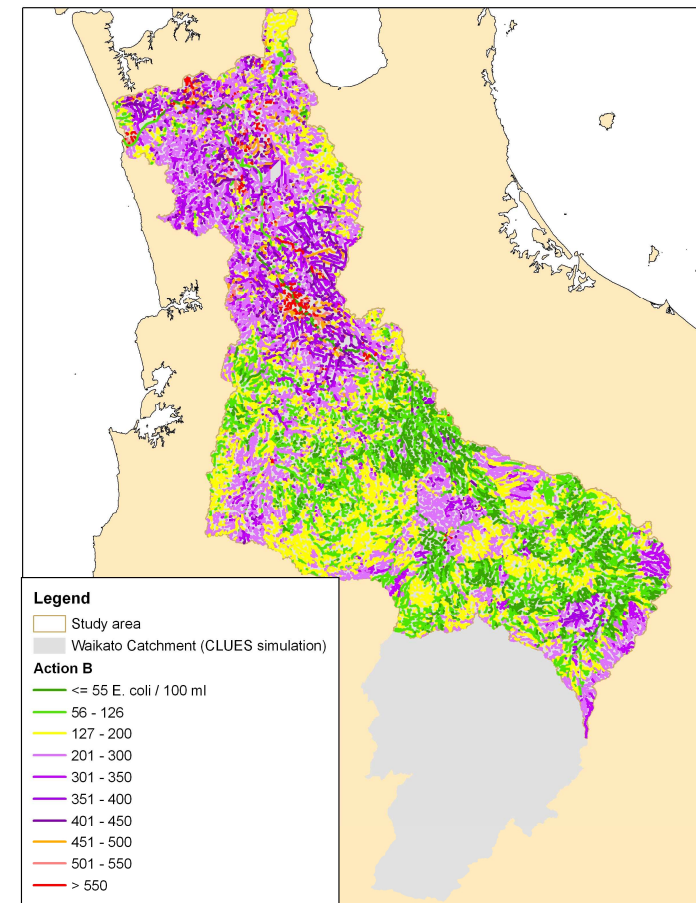 Legend
Study area
Waikato Catchment (CLUES simulation)
Action B
<= 55 E. coli / 100 ml
56 - 126
127 - 200
201 - 300
301 - 350
351 - 400
401 - 450
451 - 500
501 - 550
> 550